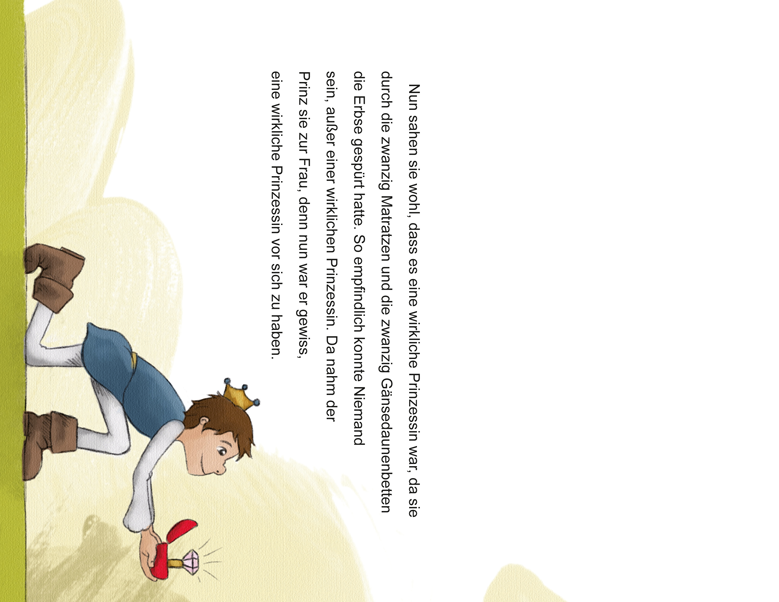 Nun sahen sie wohl, dass es eine wirkliche Prinzessin war, da sie
durch die zwanzig Matratzen und die zwanzig Gänsedaunenbetten
die Erbse gespürt hatte. So empfindlich konnte Niemand
sein, außer einer wirklichen Prinzessin. Da nahm der
Prinz sie zur Frau, denn nun war er gewiss,
eine wirkliche Prinzessin vor sich zu haben.